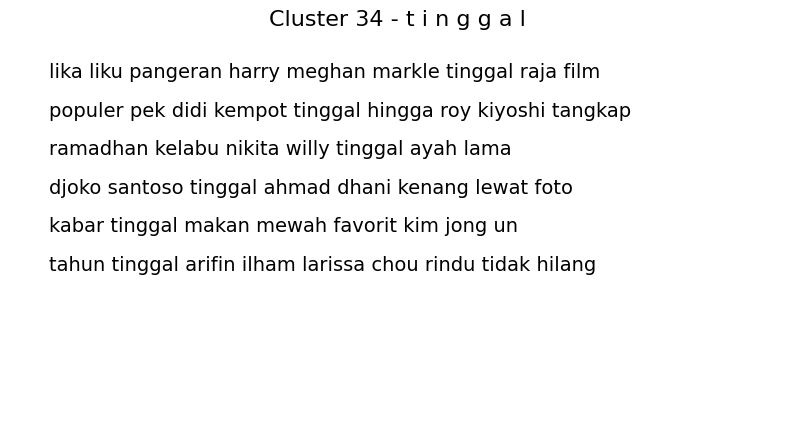 Cluster 34 - t i n g g a l
lika liku pangeran harry meghan markle tinggal raja film
populer pek didi kempot tinggal hingga roy kiyoshi tangkap
ramadhan kelabu nikita willy tinggal ayah lama
djoko santoso tinggal ahmad dhani kenang lewat foto
kabar tinggal makan mewah favorit kim jong un
tahun tinggal arifin ilham larissa chou rindu tidak hilang